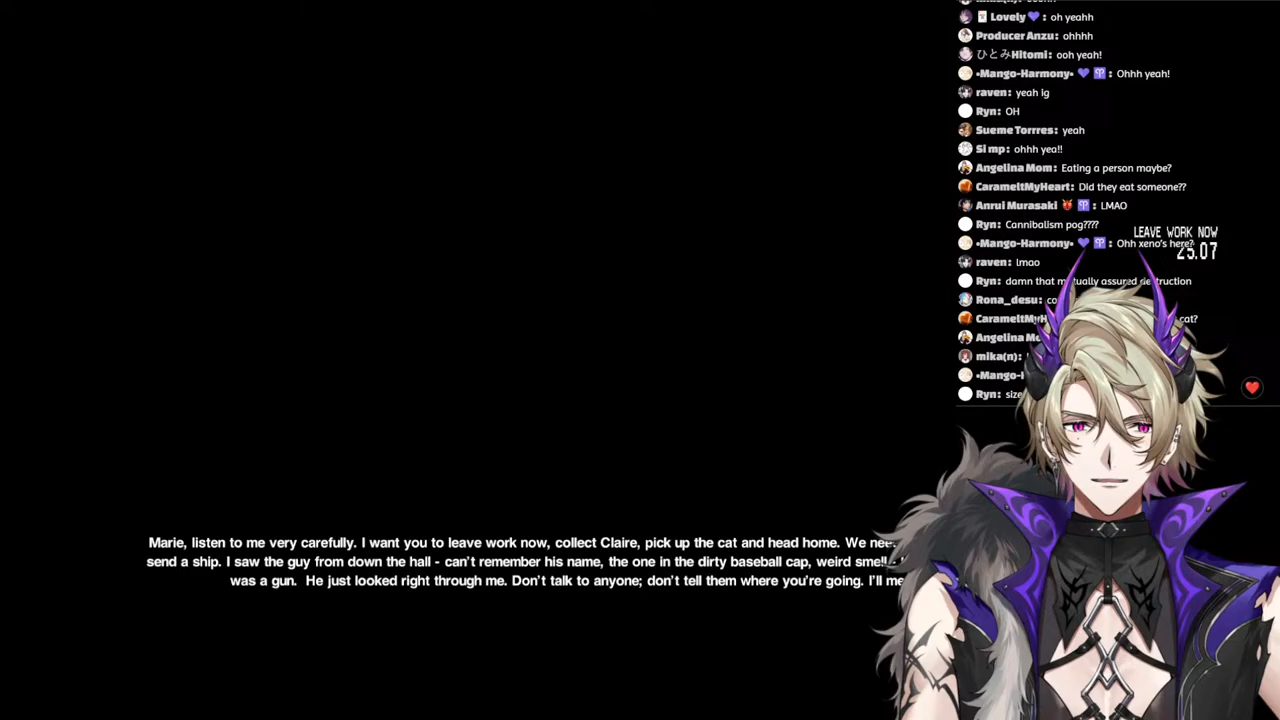 Lovely : oh yeahh
Producer Anzu: ohhhh
ひとみHitomi: ooh yeah!
•Mango-Harmony• : Ohhh yeah!
raven: yeah ig
Ryn: OH
Sueme Torrres: yeah
Si mp: ohhh yea!!
Angelina Mom: Eating a person maybe?
CarameltMyHeart: Did they eat someone??
Anrui Murasaki : LMAO
Ryn: Cannibalism pog????
LEAVE WORK NOW
•Mango-Harmony• : Ohh xeno's here?
raven: lmao
Ryn: damn that assured destruction
Rona_desu:
cat?
Angelina
mika(n):
Ryn: size
Marie, listen to me very carefully. I want you to leave work now, collect Claire, pick up the cat and head home. We
send a ship. I saw the guy from down the hall - can't remember his name, the one in the dirty baseball cap, weird smell -
was a gun. He just looked right through me. Don't talk to anyone; don't tell them where you're going. I'll